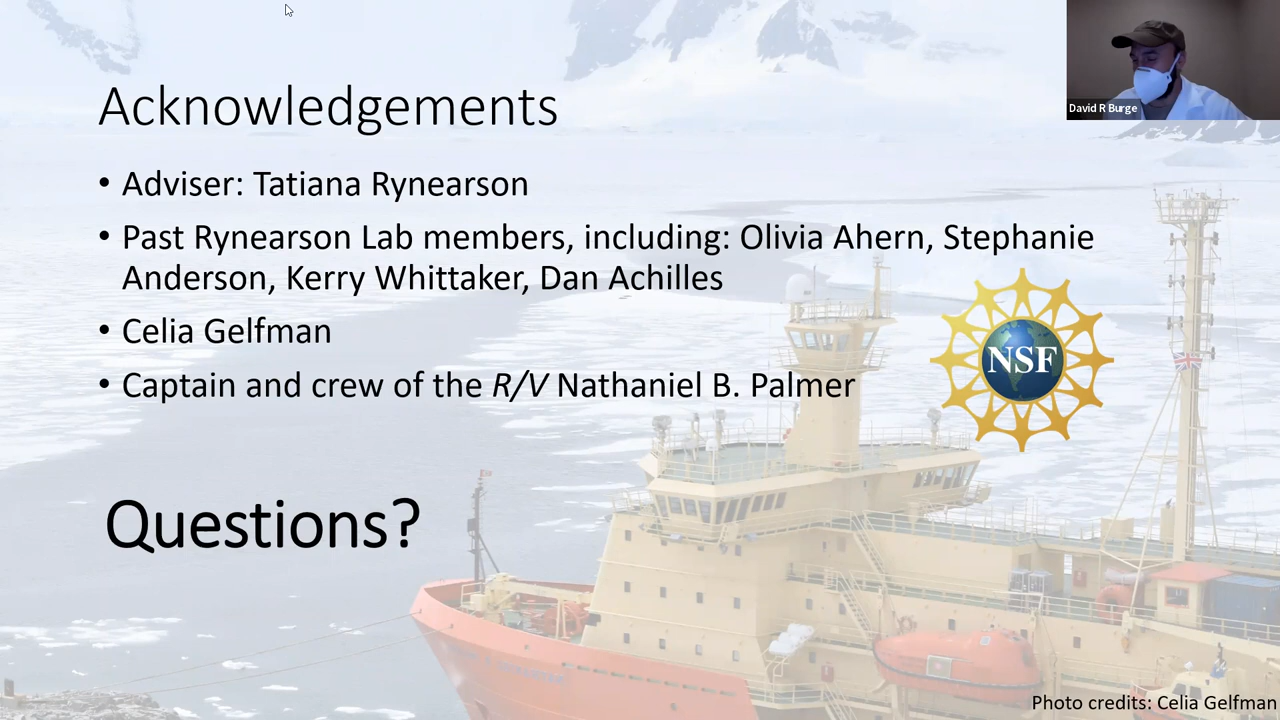 David R Burge
Acknowledgements
• Adviser: Tatiana Rynearson
• Past Rynearson Lab members, including: Olivia Ahern, Stephanie
Anderson, Kerry Whittaker, Dan Achilles
• Celia Gelfman
• Captain and crew of the R/V Nathaniel B. Palmer
NSF
Questions?
Photo credits: Celia Gelfman